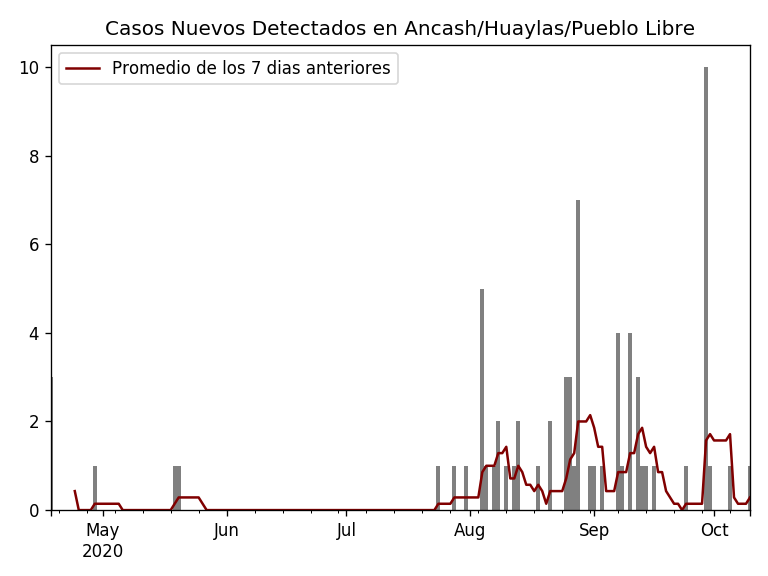 Casos Nuevos Detectados en Ancash/Huaylas/Pueblo Libre
Promedio de los 7 dias anteriores
10
8
6
4
2
0
May Jun Jul Aug Sep Oct
2020